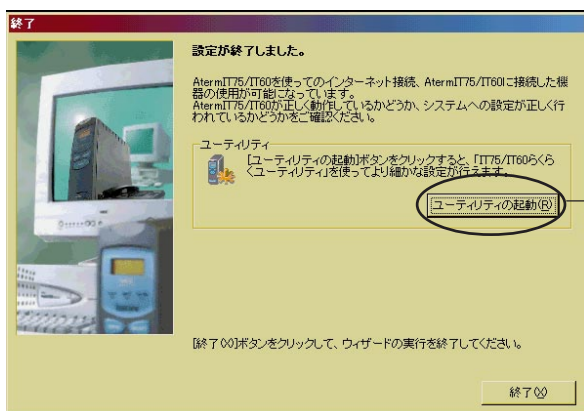 終了
設定が終了しました。
AtermIT75/IT60を使ってのインターネット接続、AtermIT75/IT60に接続した機
器の使用が可能になっています。
AtermIT75/IT60が正しく動作しているかどうか、システムへの設定が正しく行
われているかどうかをご確認ください。
ユーティリティ
[ユーティリティの起動]ボタンをクリックすると、「IT75/IT60らくら
くユーティリティ」を使ってより細かな設定が行えます。
ユーティリティの起動(R)
[終了(X)]ボタンをクリックして、ウィザードの実行を終了してください。
終了(X)